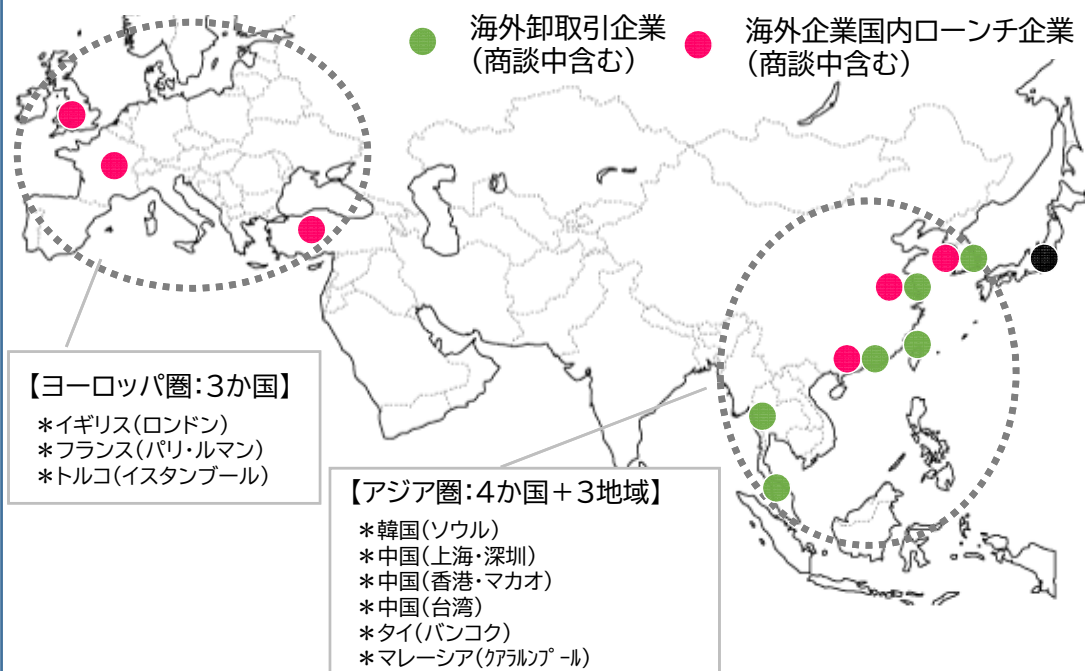 海外卸取引企業
(商談中含む)
海外企業国内ローンチ企業
(商談中含む)
【ヨーロッパ圏:3か国】
*イギリス(ロンドン)
*フランス(パリ・ルマン)
*トルコ(イスタンブール)
【アジア圏:4か国+3地域】
*韓国(ソウル)
*中国(上海・深圳)
*中国(香港・マカオ)
*中国(台湾)
*タイ(バンコク)
*マレーシア(クアラルンプール)